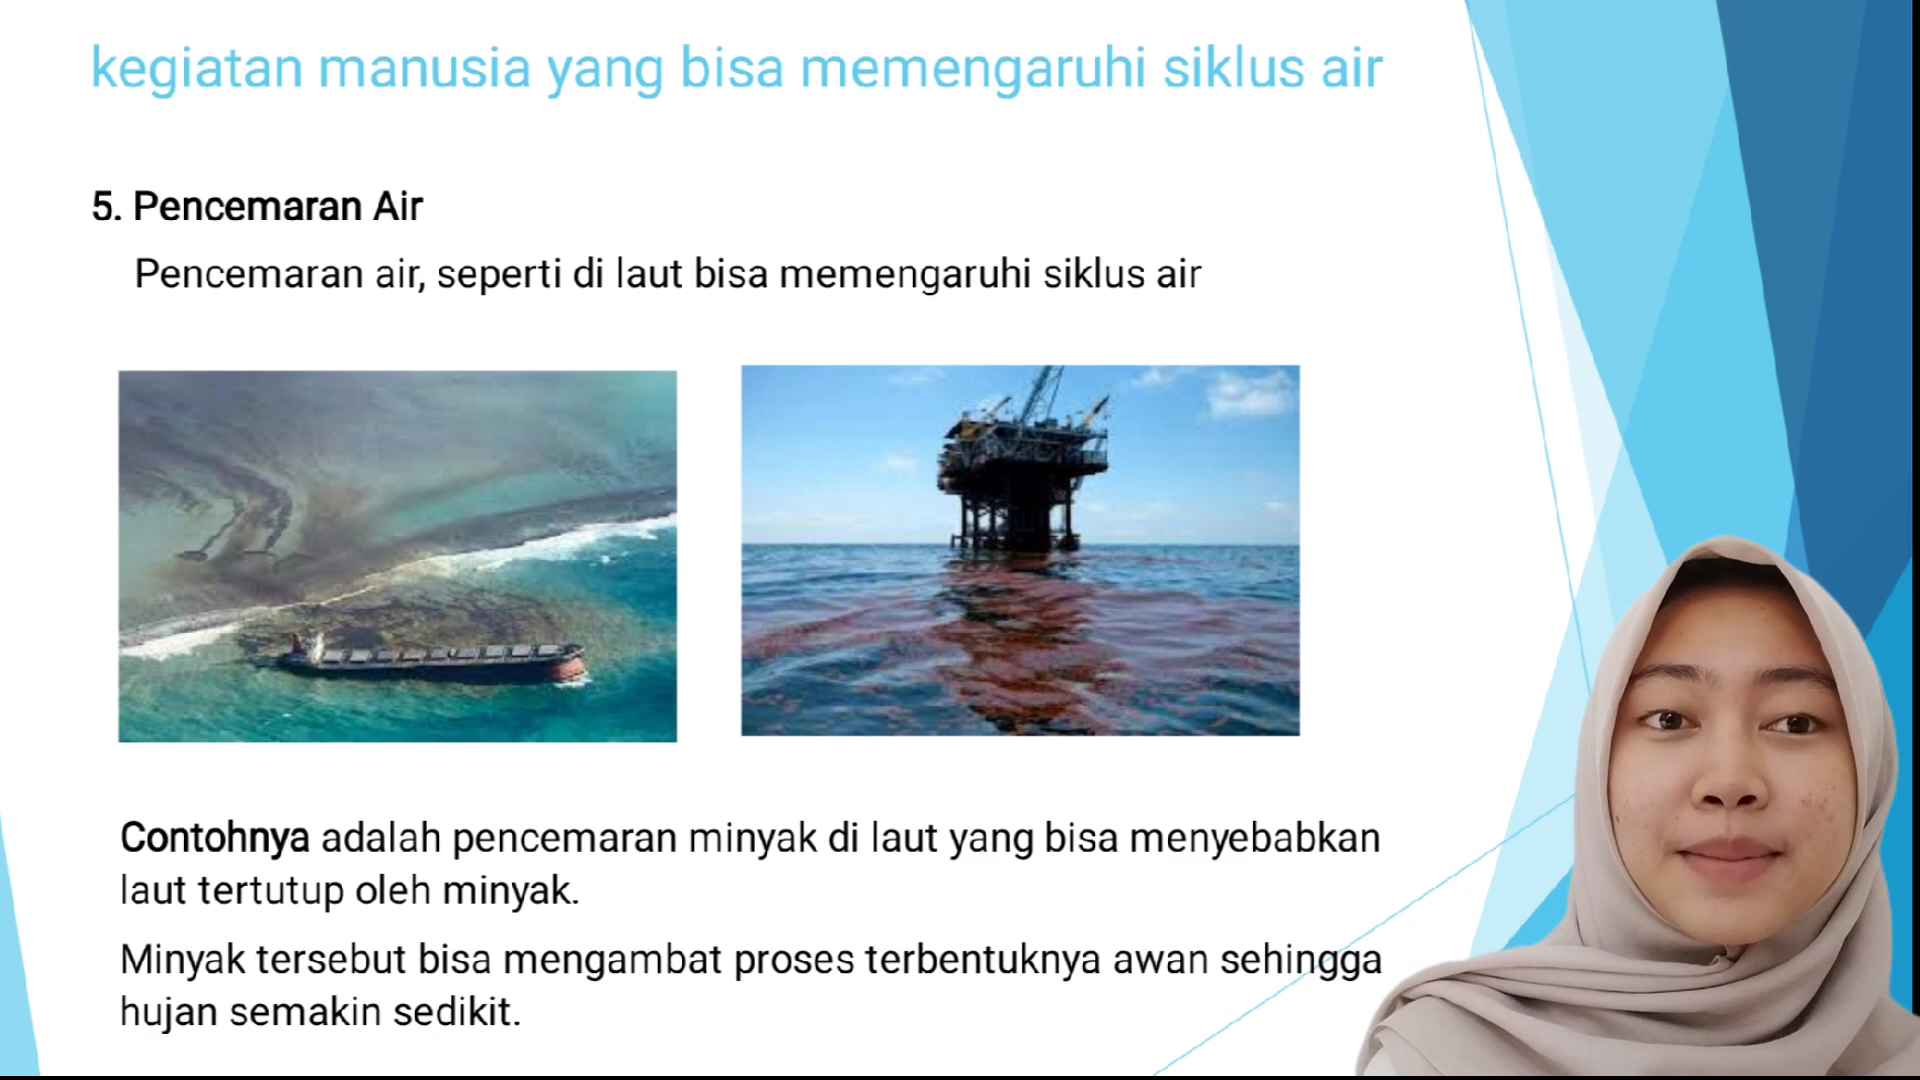 kegiatan manusia yang bisa memengaruhi siklus air
5. Pencemaran Air
Pencemaran air, seperti di laut bisa memengaruhi siklus air
Contohnya adalah pencemaran minyak di laut yang bisa menyebabkan
laut tertutup oleh minyak.
Minyak tersebut bisa mengambat proses terbentuknya awan sehingga
hujan semakin sedikit.